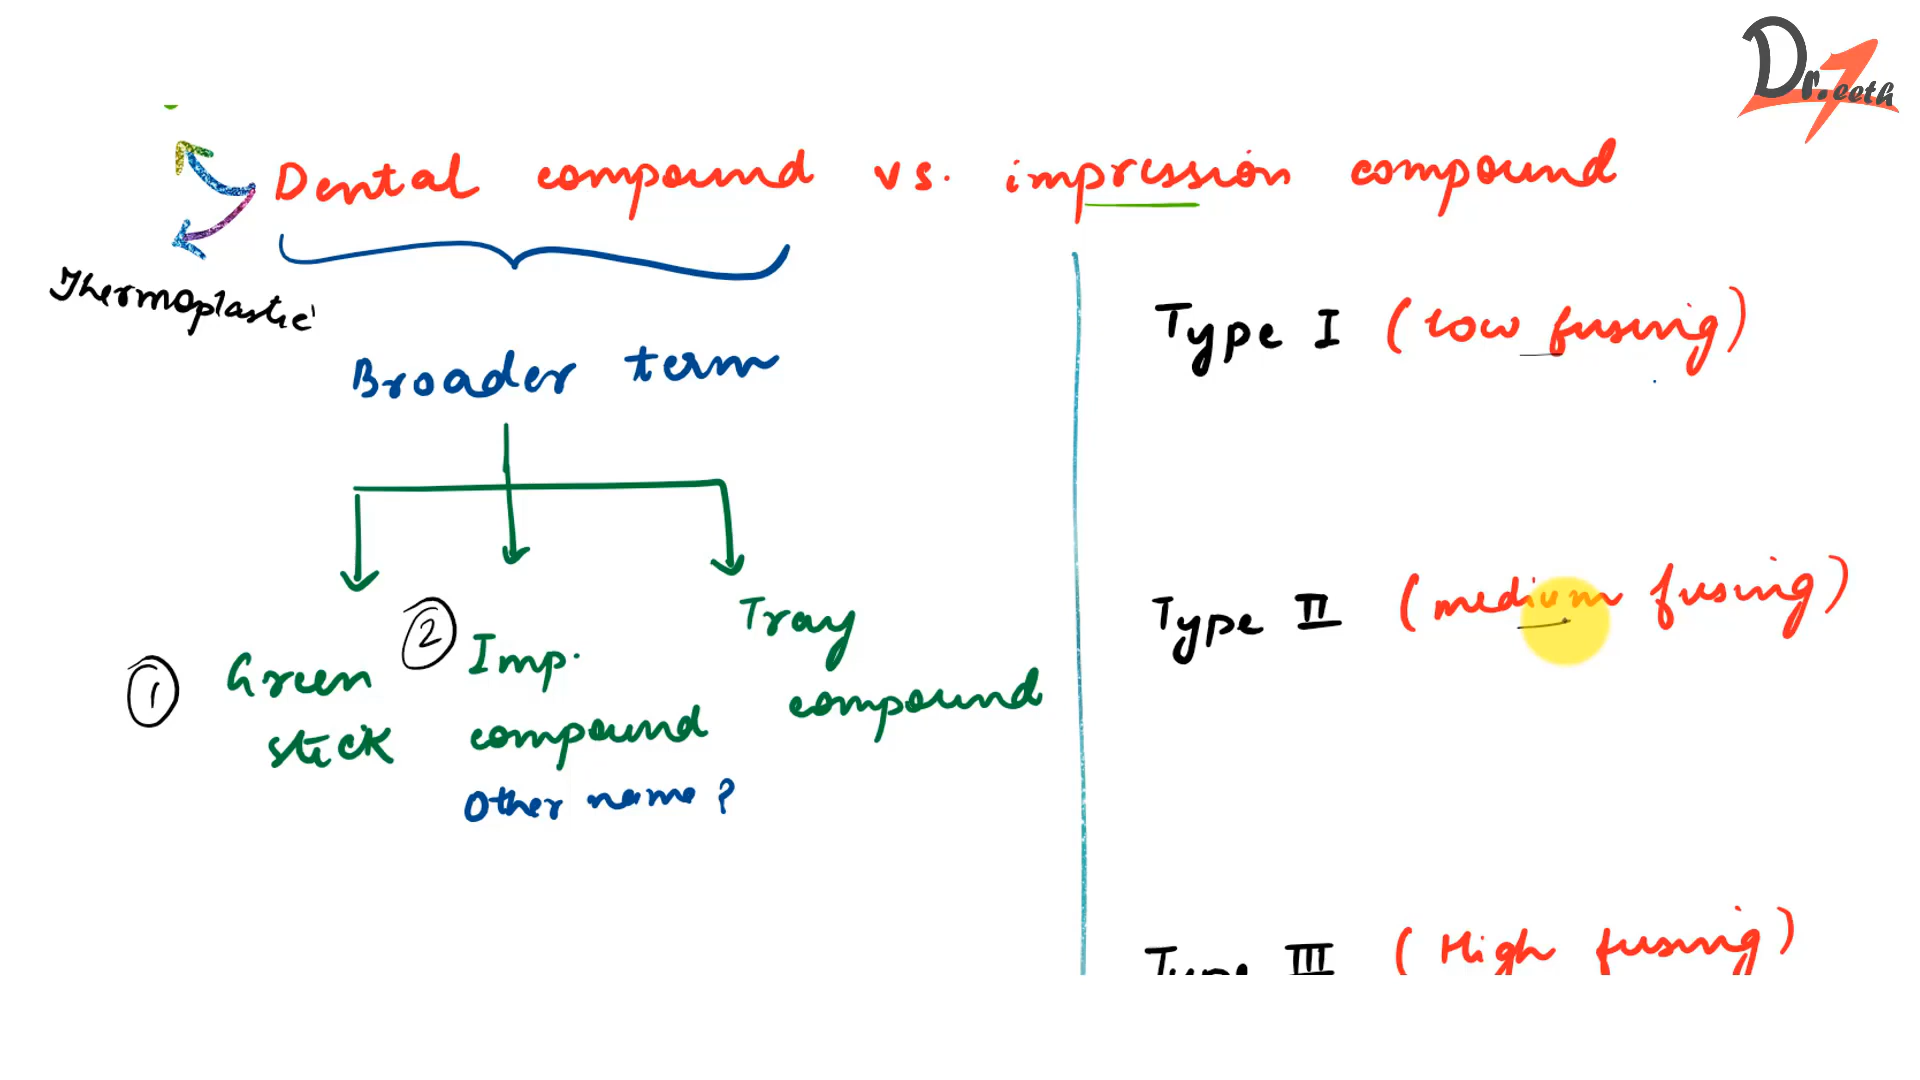 Dr.eeth
Dental compound vs. impression compound
Thermoplastic
Broader term
① Green stick
② Imp. compound
Other name?
Tray compound
Type I (low fusing)
Type II (medium fusing)
Type III (High fusing)